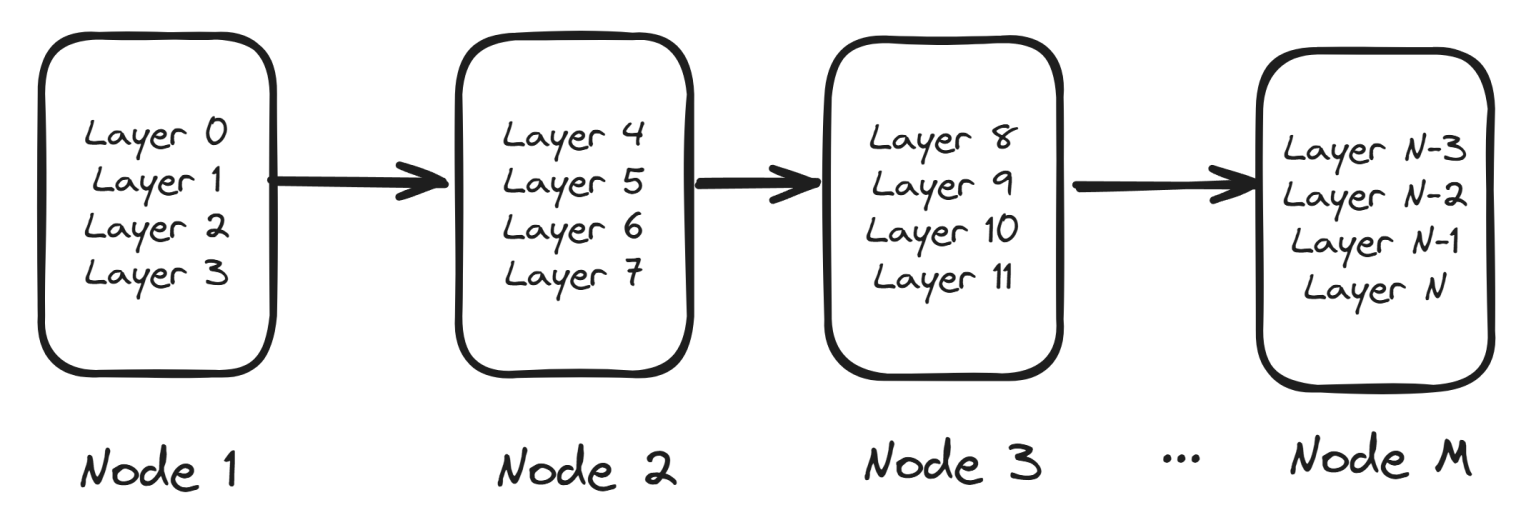 Layer 0
Layer 1
Layer 2
Layer 3
Layer 4
Layer 5
Layer 6
Layer 7
Layer 8
Layer 9
Layer 10
Layer 11
Layer N-3
Layer N-2
Layer N-1
Layer N
Node 1
Node 2
Node 3
...
Node M